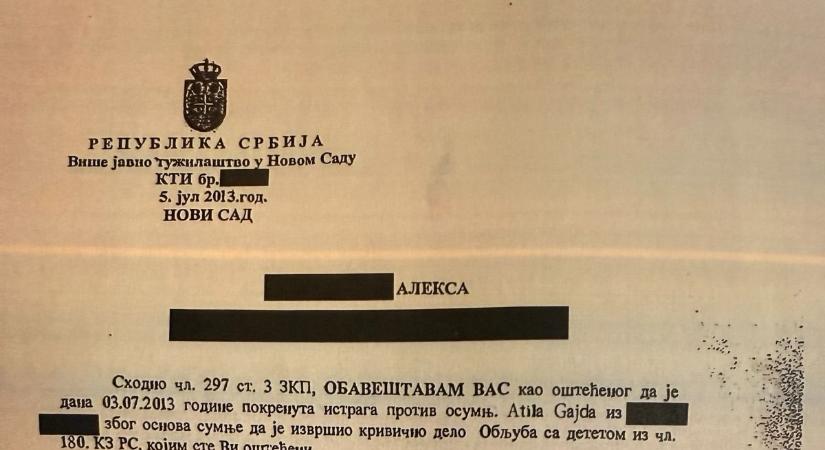 РЕПУБЛИКА СРБИЈА
Више јавно тужилаштво у Новом Саду
КТИ бр.
5. јул 2013.год.
НОВИ САД
АЛЕКСА
Сходно чл. 297 ст. 3 ЗКП, ОБАВЕШТАВАМ ВАС као оштећеног да је
дана 03.07.2013 године покренута истрага против осумњ. Atila Gajda из
због основа сумње да је извршио кривично дело Обљуба са дететом из чл.
180. КЗ РС, којим сте Ви оштећени